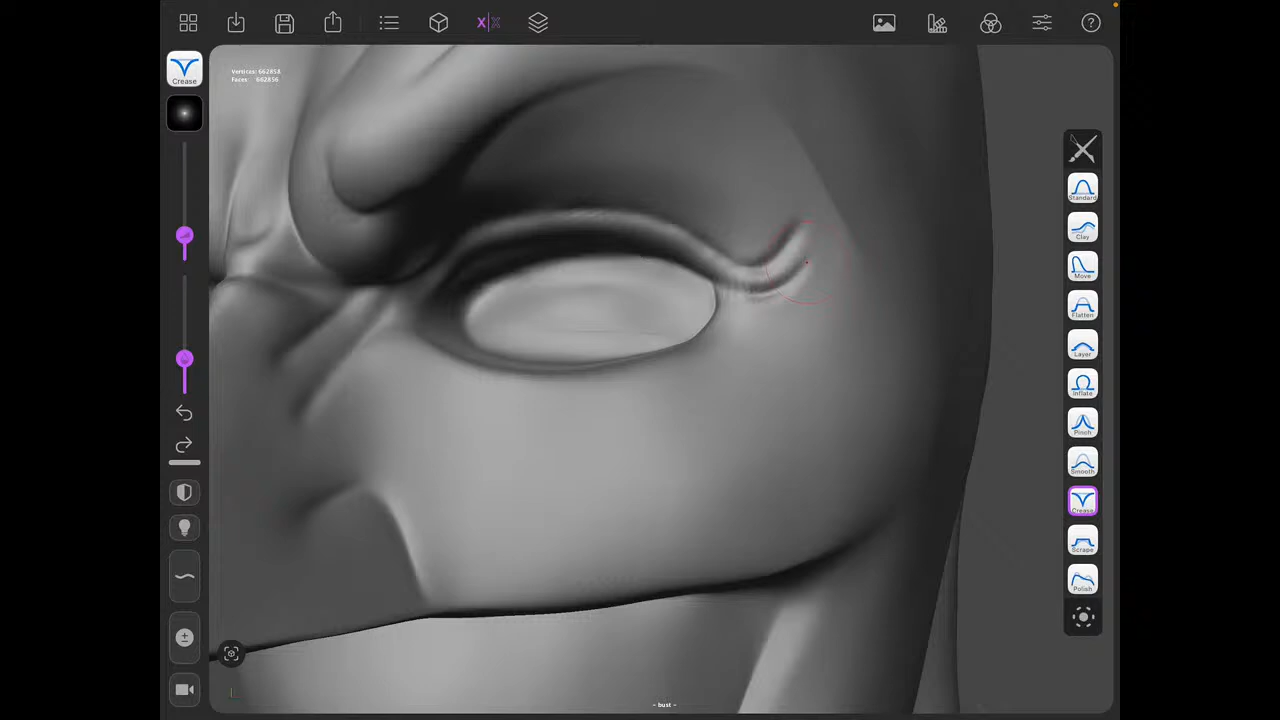 Vertices: 662858
Faces: 662856
Crease
X|X
?
Standard
Clay
Move
Flatten
Layer
Inflate
Pinch
Smooth
Crease
Scrape
Polish
~ bust ~